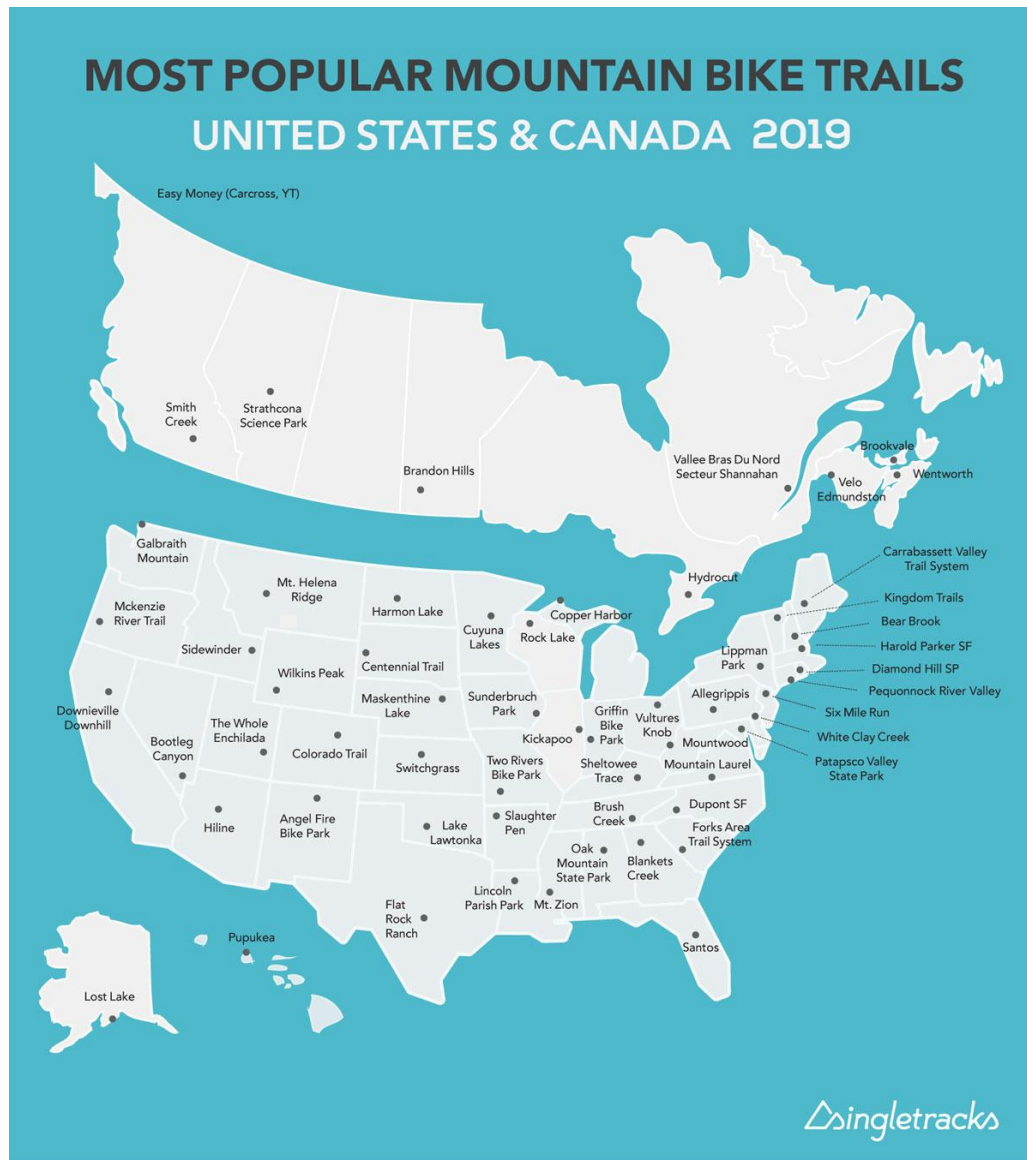 MOST POPULAR MOUNTAIN BIKE TRAILS
UNITED STATES & CANADA 2019
Easy Money (Carcross, YT)
Smith
Creek
Strathcona
Science Park
Brandon Hills
Vallee Bras Du Nord
Secteur Shannahan
Brookvale
Wentworth
Velo
Edmundston
Hydrocut
Galbraith
Mountain
Mckenzie
River Trail
Mt. Helena
Ridge
Harmon Lake
Cuyuna
Lakes
Copper Harbor
Rock Lake
Sidewinder
Wilkins Peak
Centennial Trail
Maskenthine
Lake
Sunderbruch
Park
Downieville
Downhill
Bootleg
Canyon
The Whole
Enchilada
Colorado Trail
Switchgrass
Two Rivers
Bike Park
Kickapoo
Griffin
Bike
Park
Vultures
Knob
Lippman
Park
Allegrippis
Mountwood
Mountain Laurel
Sheltowee
Trace
Carrabassett Valley
Trail System
Kingdom Trails
Bear Brook
Harold Parker SF
Diamond Hill SP
Pequonnock River Valley
Six Mile Run
White Clay Creek
Patapsco Valley
State Park
Hiline
Angel Fire
Bike Park
Lake
Lawtonka
Slaughter
Pen
Brush
Creek
Dupont SF
Forks Area
Trail System
Oak
Mountain
State Park
Blankets
Creek
Lincoln
Parish Park
Mt. Zion
Flat
Rock
Ranch
Santos
Pupukea
Lost Lake
singletracks